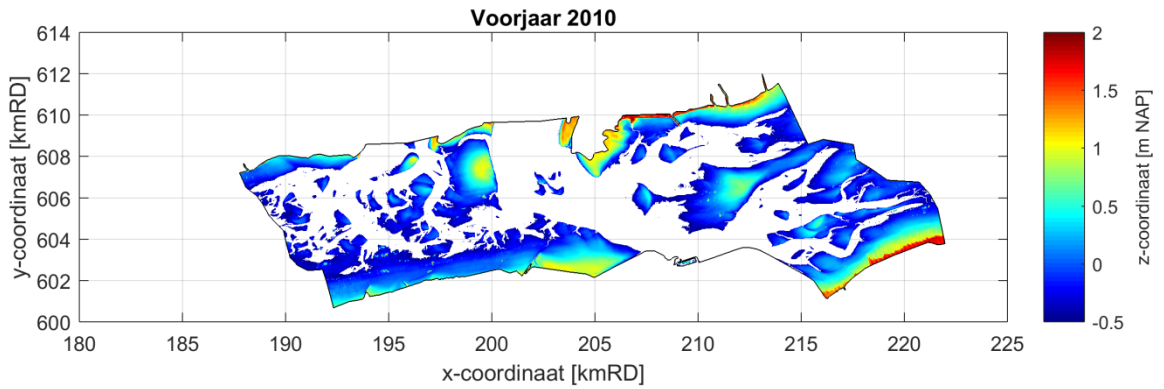 Voorjaar 2010
y-coordinaat [kmRD]
614
612
610
608
606
604
602
600
180 185 190 195 200 205 210 215 220 225
x-coordinaat [kmRD]
2
1.5
1
0.5
0
-0.5
z-coordinaat [m NAP]